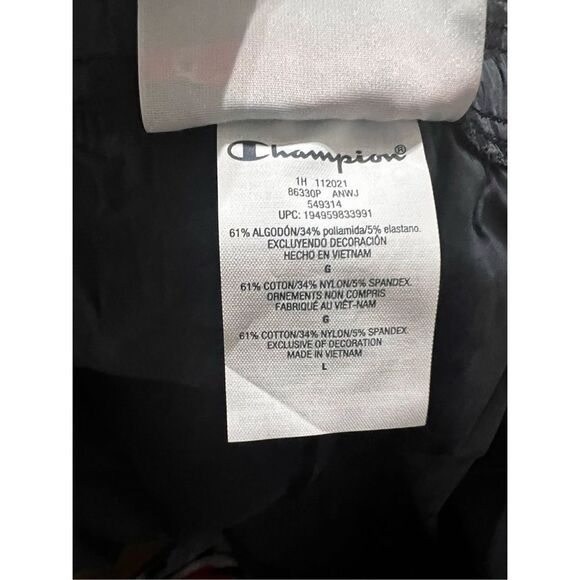 Champion®
1H 112021
86330P ANWJ
549314
UPC: 194959833991
61% ALGODÓN/34% poliamida/5% elastano.
EXCLUYENDO DECORACIÓN
HECHO EN VIETNAM
G
61% COTON/34% NYLON/5% SPANDEX.
ORNEMENTS NON COMPRIS
FABRIQUÉ AU VIÊT-NAM
G
61% COTTON/34% NYLON/5% SPANDEX.
EXCLUSIVE OF DECORATION
MADE IN VIETNAM
L